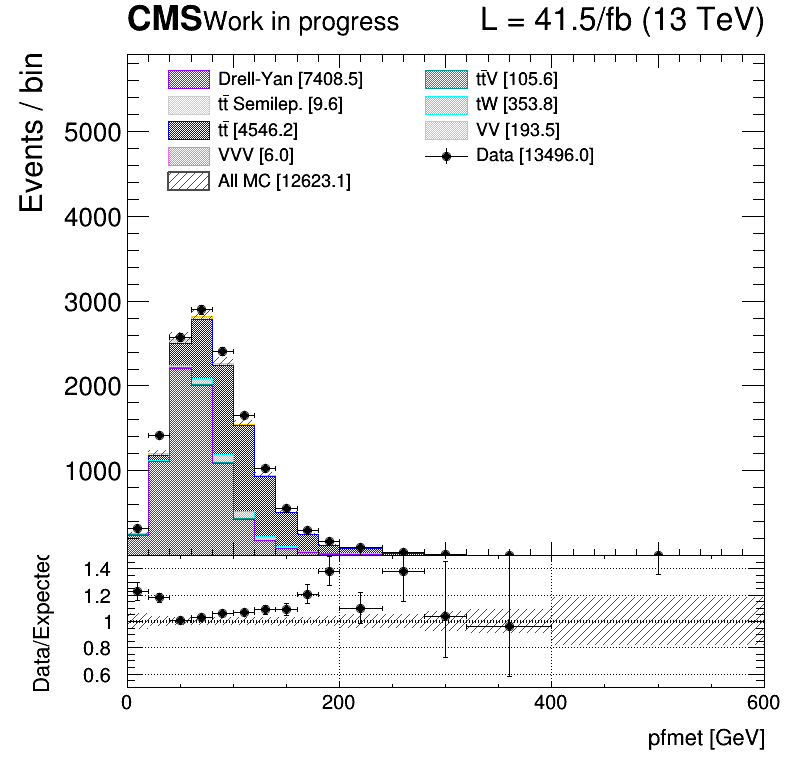 CMS Work in progress L = 41.5/fb (13 TeV)
Events / bin
Drell-Yan [7408.5]
tt̄ Semilep. [9.6]
tt̄ [4546.2]
VVV [6.0]
All MC [12623.1]
tt̄V [105.6]
tW [353.8]
VV [193.5]
Data [13496.0]
5000
4000
3000
2000
1000
Data/Expected
1.4
1.2
1
0.8
0.6
0 200 400 600
pfmet [GeV]